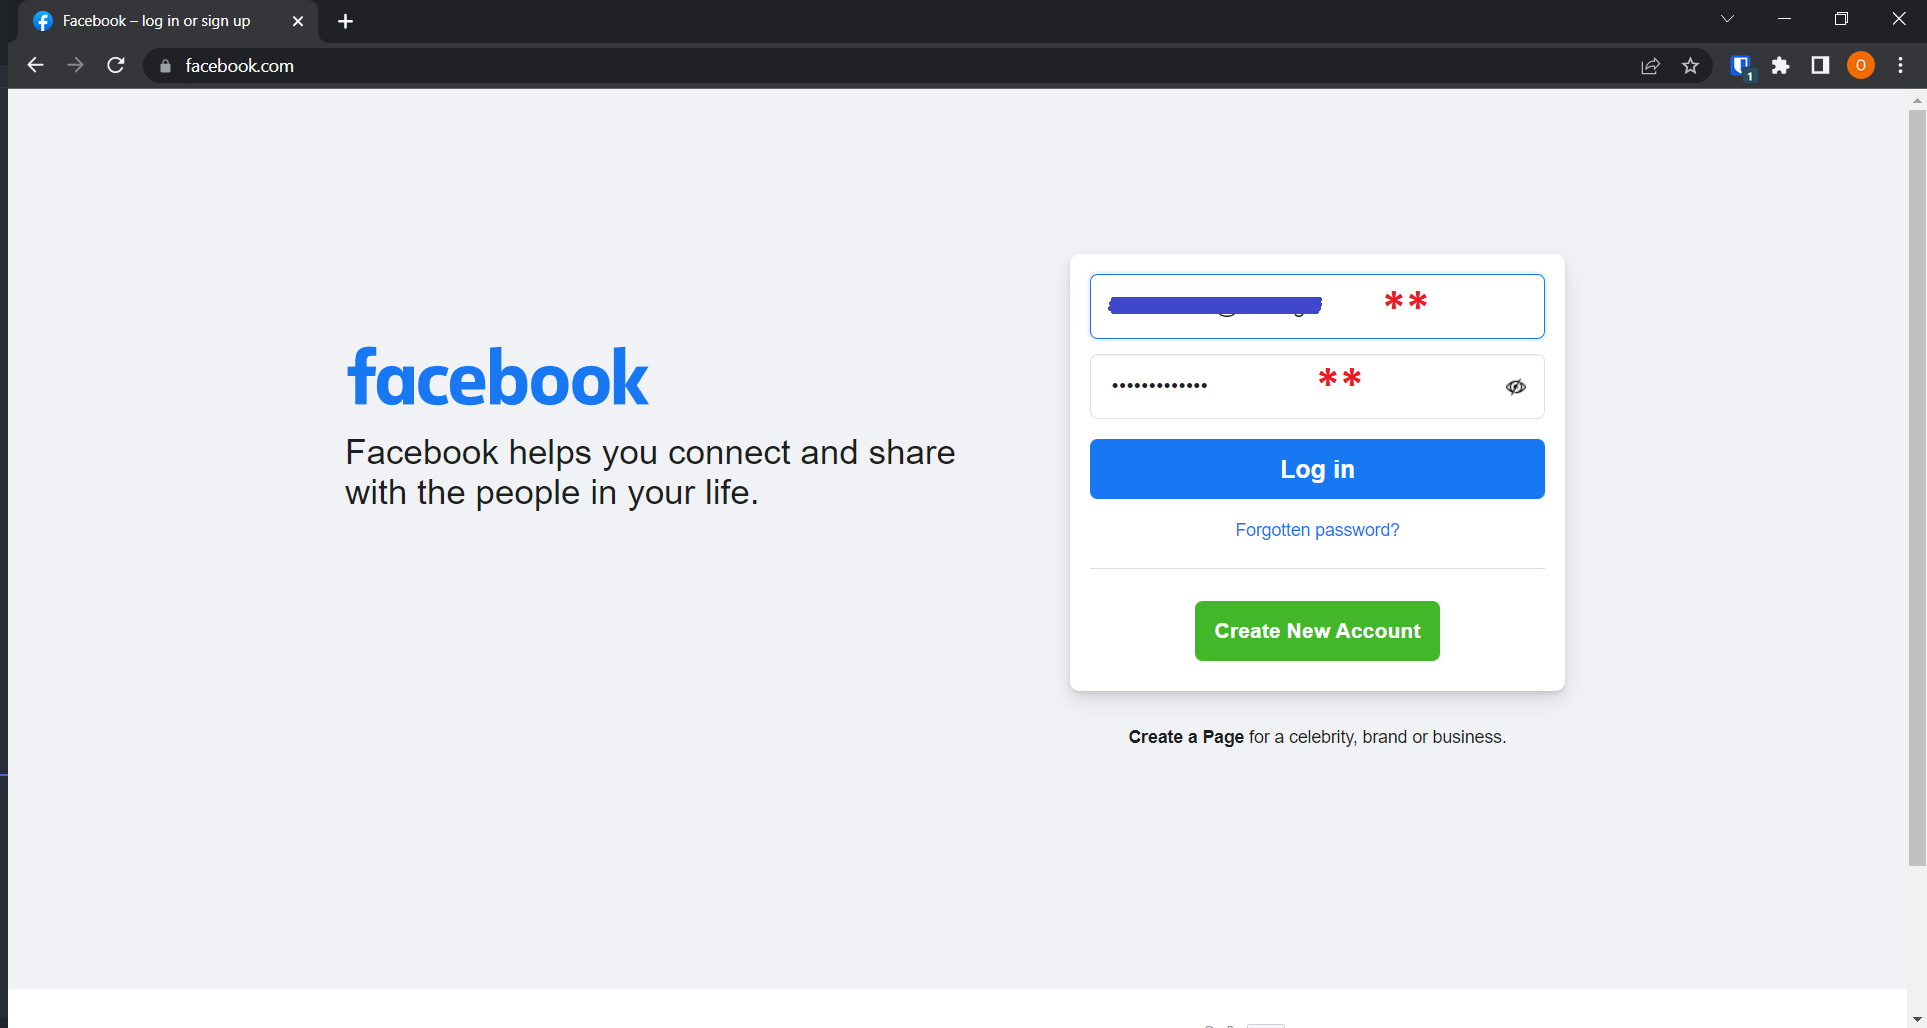 Facebook – log in or sign up
facebook.com
1
O
**
facebook
**
Facebook helps you connect and share
with the people in your life.
Log in
Forgotten password?
Create New Account
Create a Page for a celebrity, brand or business.